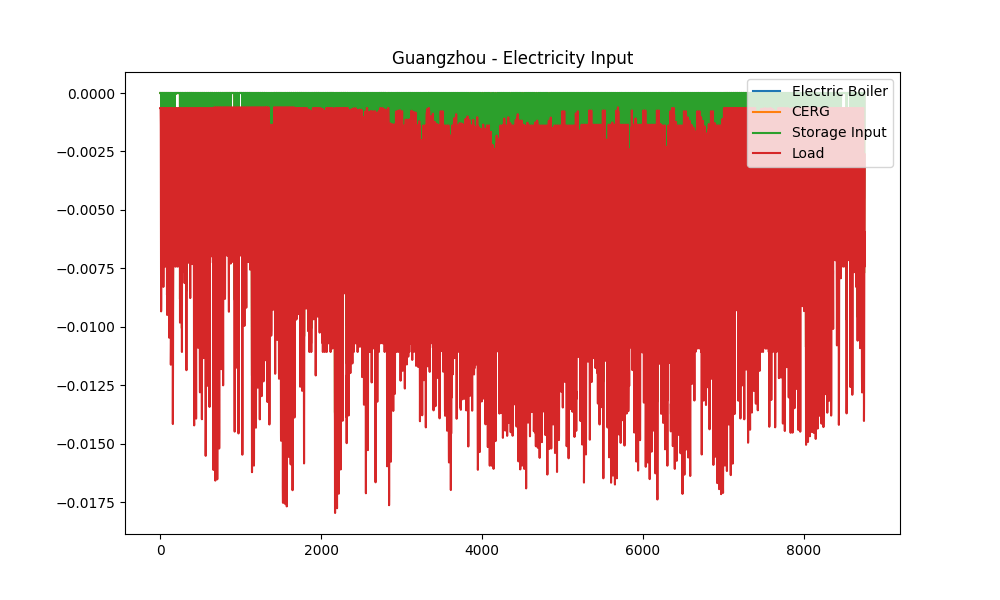 Guangzhou - Electricity Input
Electric Boiler
CERG
Storage Input
Load
0.0000
−0.0025
−0.0050
−0.0075
−0.0100
−0.0125
−0.0150
−0.0175
0 2000 4000 6000 8000